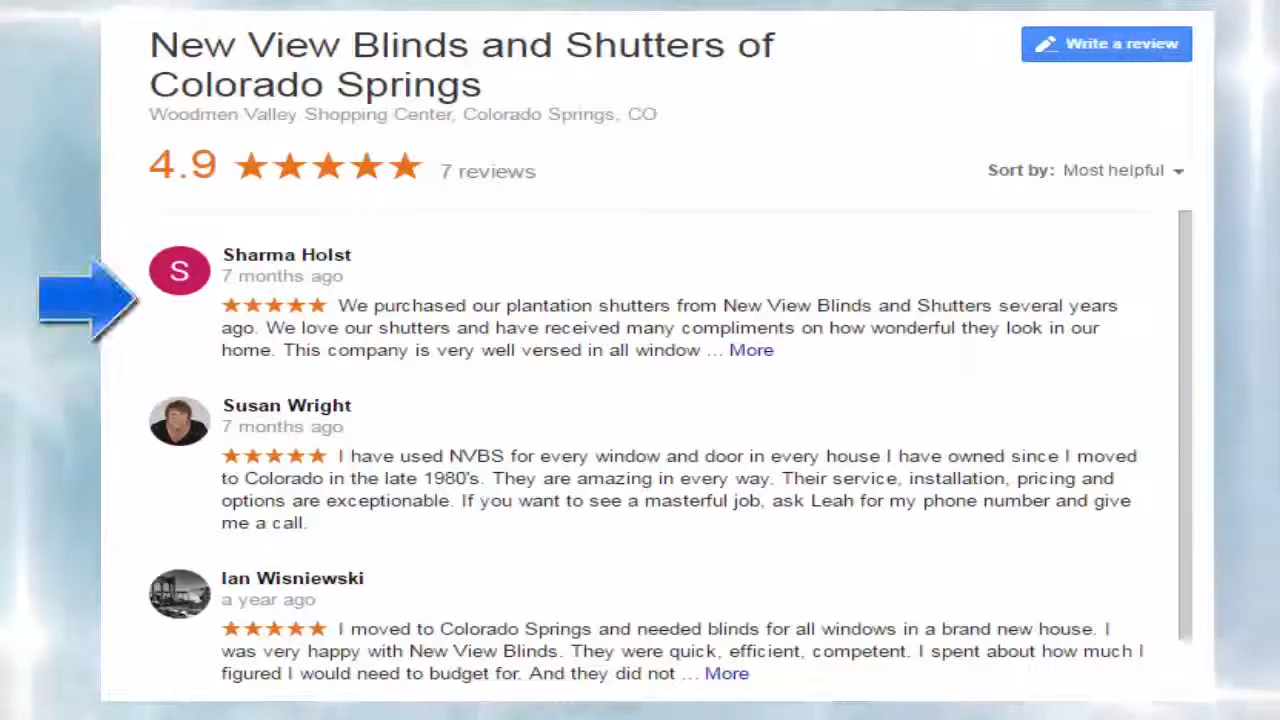 New View Blinds and Shutters of
Colorado Springs
Write a review
Woodmen Valley Shopping Center, Colorado Springs, CO
4.9 ★★★★★ 7 reviews
Sort by: Most helpful
S
Sharma Holst
7 months ago
★★★★★ We purchased our plantation shutters from New View Blinds and Shutters several years
ago. We love our shutters and have received many compliments on how wonderful they look in our
home. This company is very well versed in all window ... More
Susan Wright
7 months ago
★★★★★ I have used NVBS for every window and door in every house I have owned since I moved
to Colorado in the late 1980's. They are amazing in every way. Their service, installation, pricing and
options are exceptionable. If you want to see a masterful job, ask Leah for my phone number and give
me a call.
Ian Wisniewski
a year ago
★★★★★ I moved to Colorado Springs and needed blinds for all windows in a brand new house. I
was very happy with New View Blinds. They were quick, efficient, competent. I spent about how much I
figured I would need to budget for. And they did not ... More